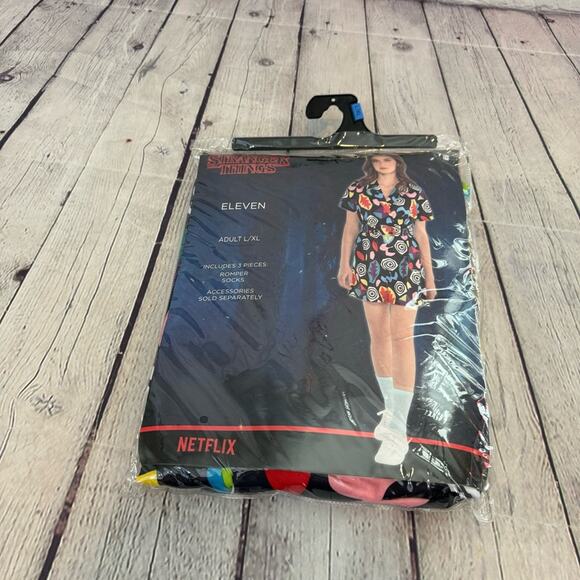 STRANGER
THINGS
ELEVEN
ADULT L/XL
INCLUDES 3 PIECES:
ROMPER
SOCKS
ACCESSORIES
SOLD SEPARATELY
NETFLIX